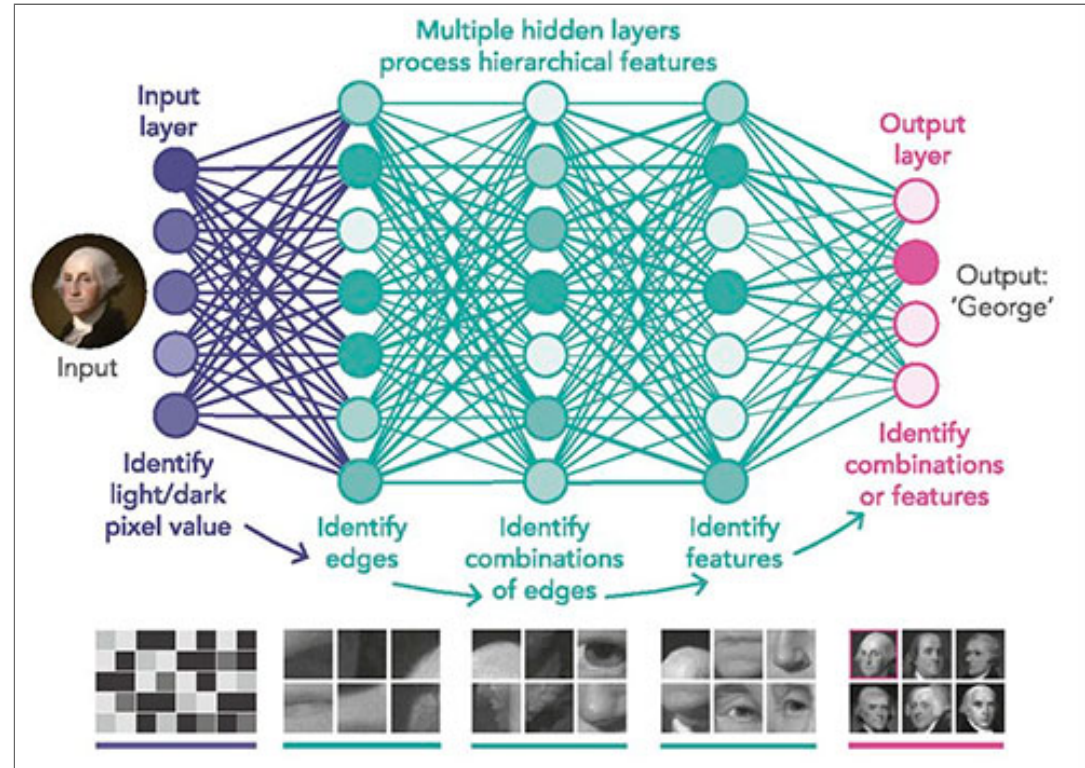 Multiple hidden layers
process hierarchical features
Input
layer
Output
layer
Input
Output:
'George'
Identify
light/dark
pixel value
Identify
edges
Identify
combinations
of edges
Identify
features
Identify
combinations
or features